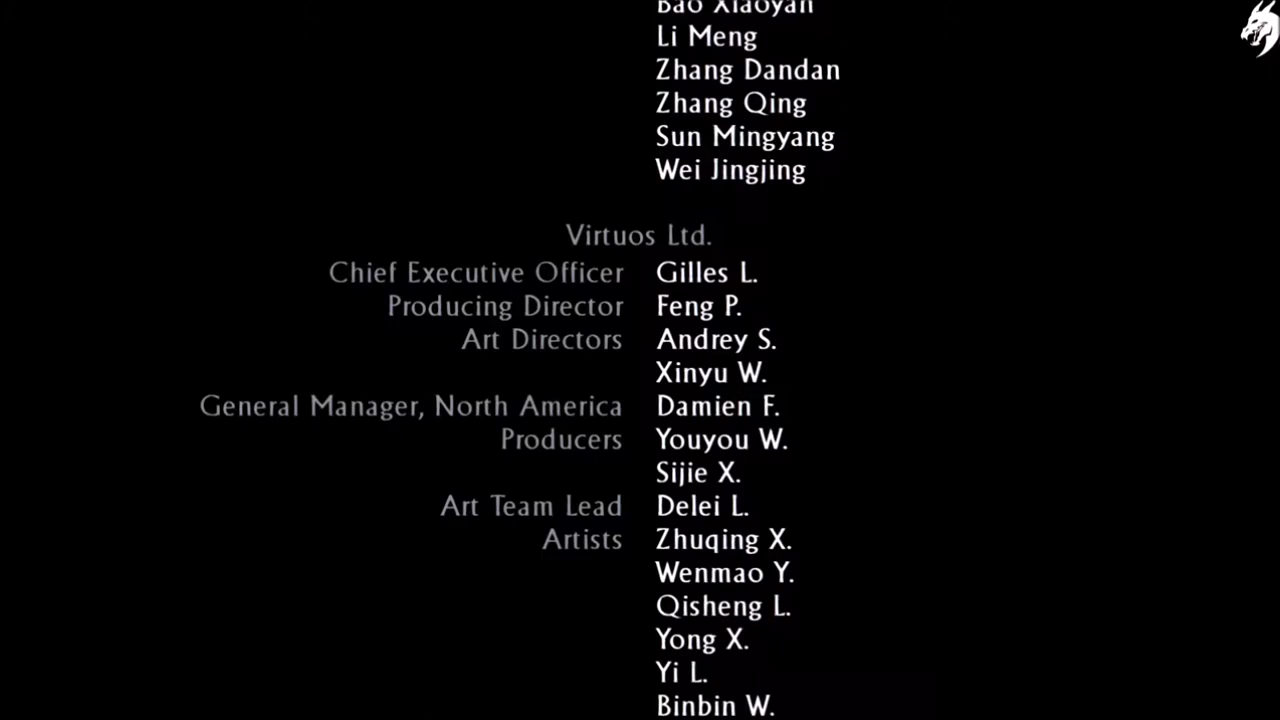 Bao Xiaoyan
Li Meng
Zhang Dandan
Zhang Qing
Sun Mingyang
Wei Jingjing
Virtuos Ltd.
Chief Executive Officer Gilles L.
Producing Director Feng P.
Art Directors Andrey S.
Xinyu W.
General Manager, North America Damien F.
Producers Youyou W.
Sijie X.
Art Team Lead Delei L.
Artists Zhuqing X.
Wenmao Y.
Qisheng L.
Yong X.
Yi L.
Binbin W.